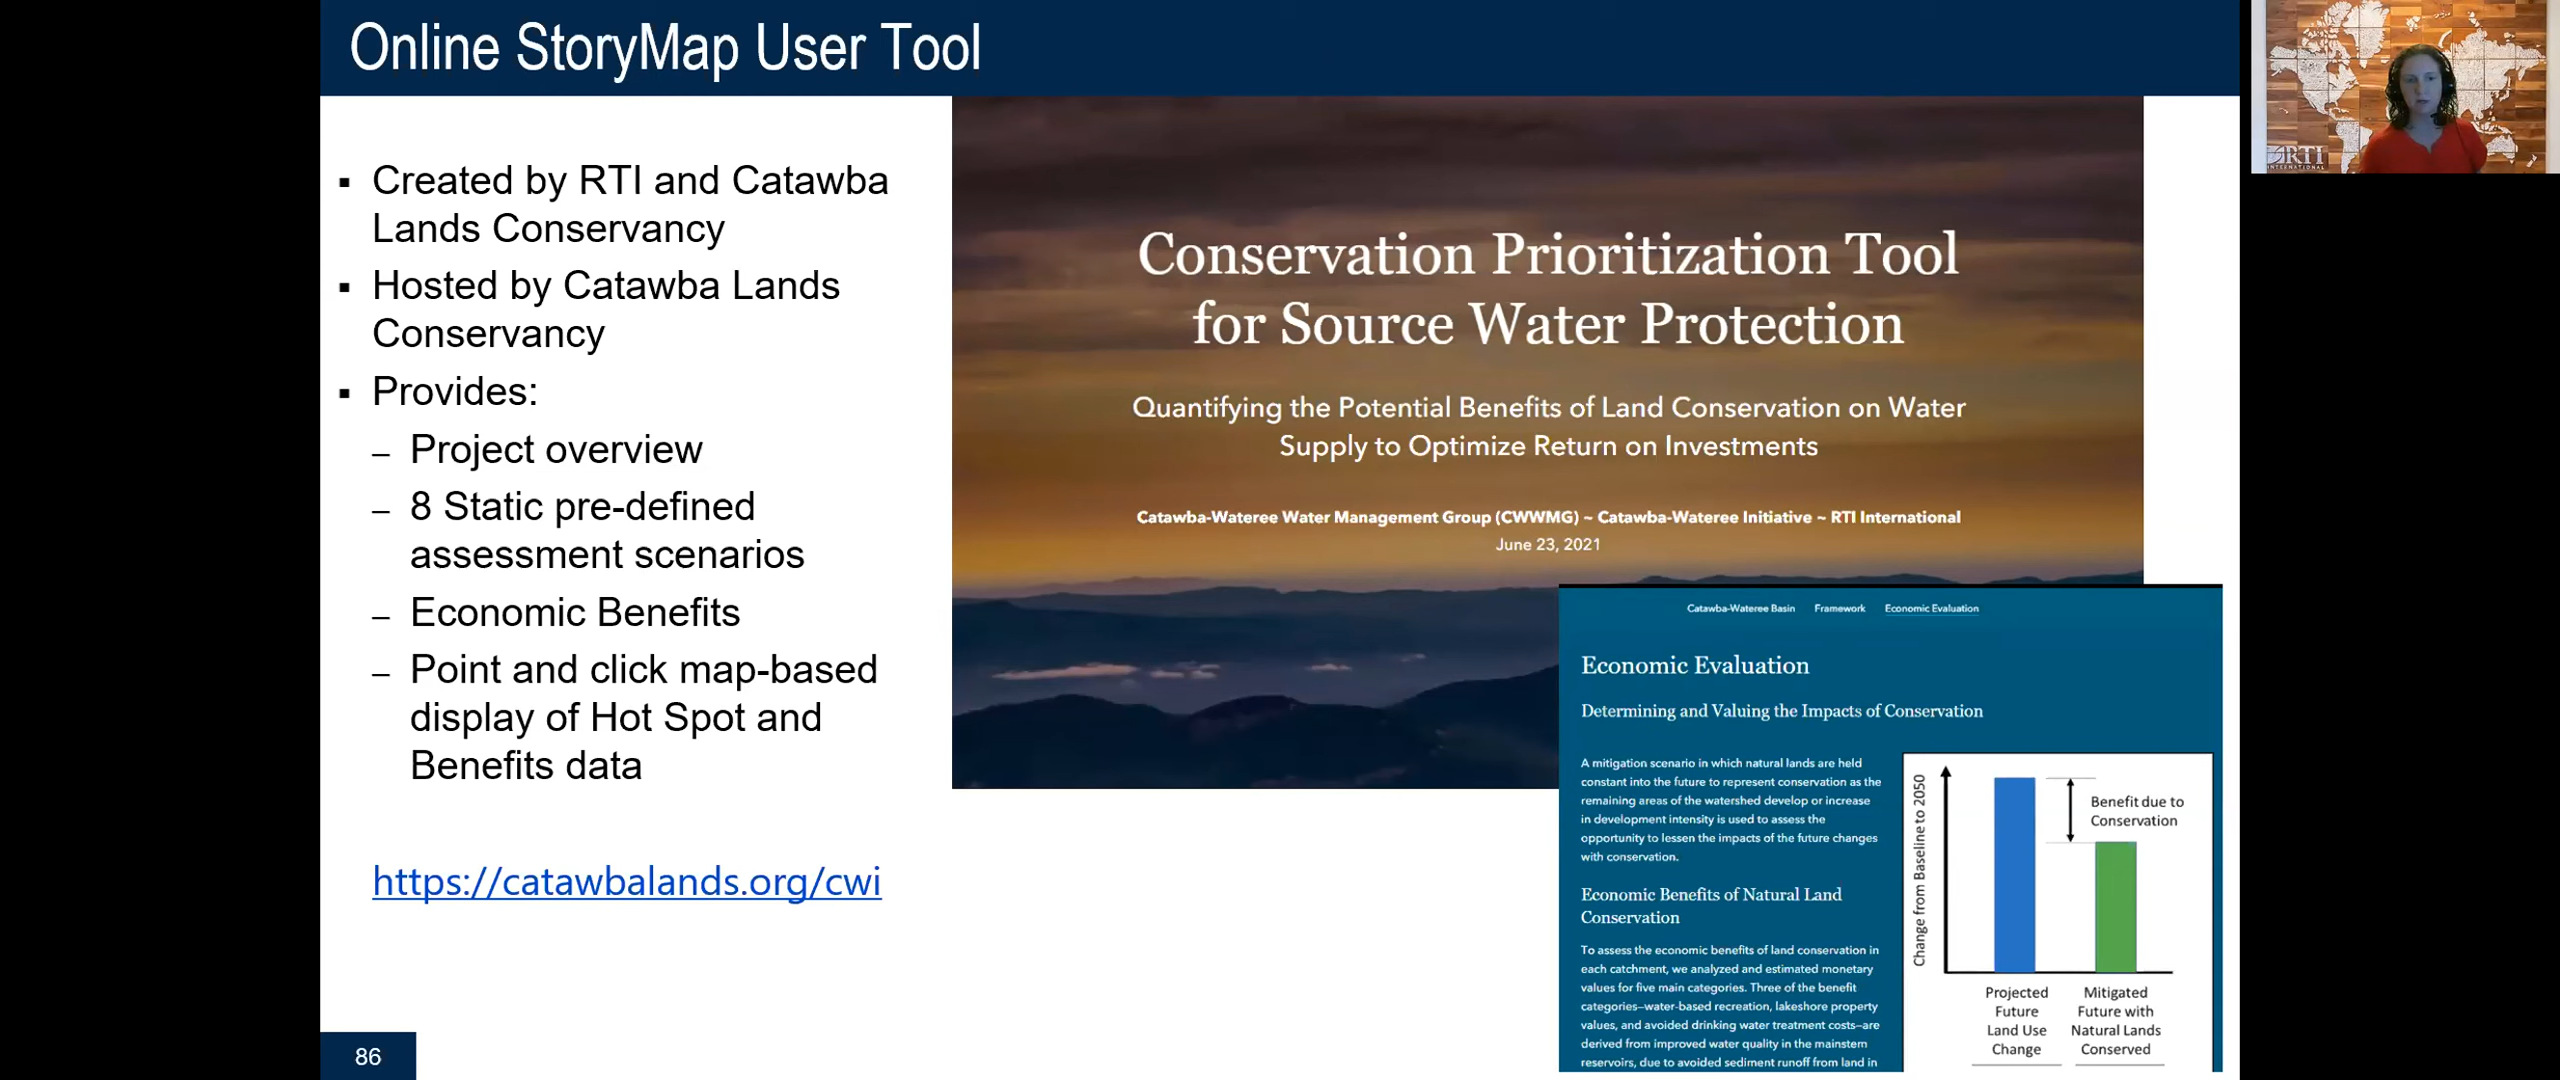 Online StoryMap User Tool
Created by RTI and Catawba
Lands Conservancy
Hosted by Catawba Lands
Conservancy
Provides:
– Project overview
– 8 Static pre-defined
assessment scenarios
– Economic Benefits
– Point and click map-based
display of Hot Spot and
Benefits data
https://catawbalands.org/cwi
86
Conservation Prioritization Tool
for Source Water Protection
Quantifying the Potential Benefits of Land Conservation on Water
Supply to Optimize Return on Investments
Catawba-Wateree Water Management Group (CWWMG) ~ Catawba-Wateree Initiative ~ RTI International
June 23, 2021
Catawba-Wateree Basin Framework Economic Evaluation
Economic Evaluation
Determining and Valuing the Impacts of Conservation
A mitigation scenario in which natural lands are held
constant into the future to represent conservation as the
remaining areas of the watershed develop or increase
in development intensity is used to assess the
opportunity to lessen the impacts of the future changes
with conservation.
Economic Benefits of Natural Land
Conservation
To assess the economic benefits of land conservation in
each catchment, we analyzed and estimated monetary
values for five main categories. Three of the benefit
categories–water-based recreation, lakeshore property
values, and avoided drinking water treatment costs–are
derived from improved water quality in the mainstem
reservoirs, due to avoided sediment runoff from land in
Change from Baseline to 2050
Benefit due to
Conservation
Projected
Future
Land Use
Change
Mitigated
Future with
Natural Lands
Conserved
RTI
INTERNATIONAL